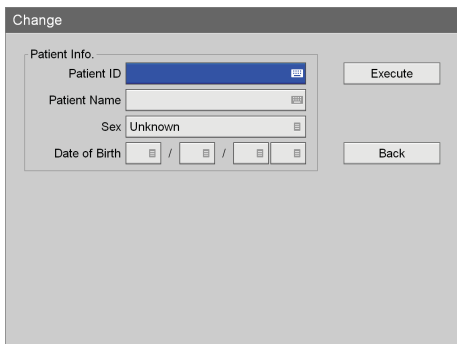 Change
Patient Info.
Patient ID
Execute
Patient Name
Sex Unknown
Date of Birth / /
Back